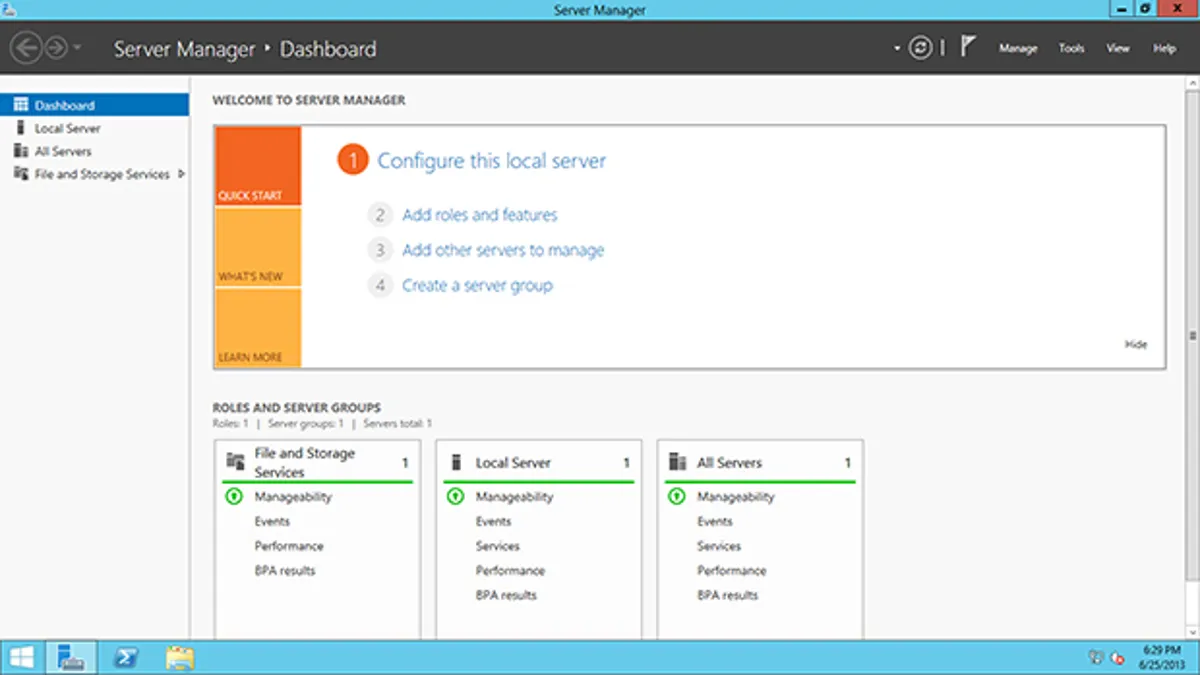 Server Manager
Server Manager Dashboard
Manage Tools View Help
Dashboard
Local Server
All Servers
File and Storage Services
WELCOME TO SERVER MANAGER
QUICK START
WHAT'S NEW
LEARN MORE
1 Configure this local server
2 Add roles and features
3 Add other servers to manage
4 Create a server group
Hide
ROLES AND SERVER GROUPS
Roles: 1 | Server groups: 1 | Servers total: 1
File and Storage
Services 1
Manageability
Events
Performance
BPA results
Local Server 1
Manageability
Events
Services
Performance
BPA results
All Servers 1
Manageability
Events
Services
Performance
BPA results
6:29 PM
6/25/2013